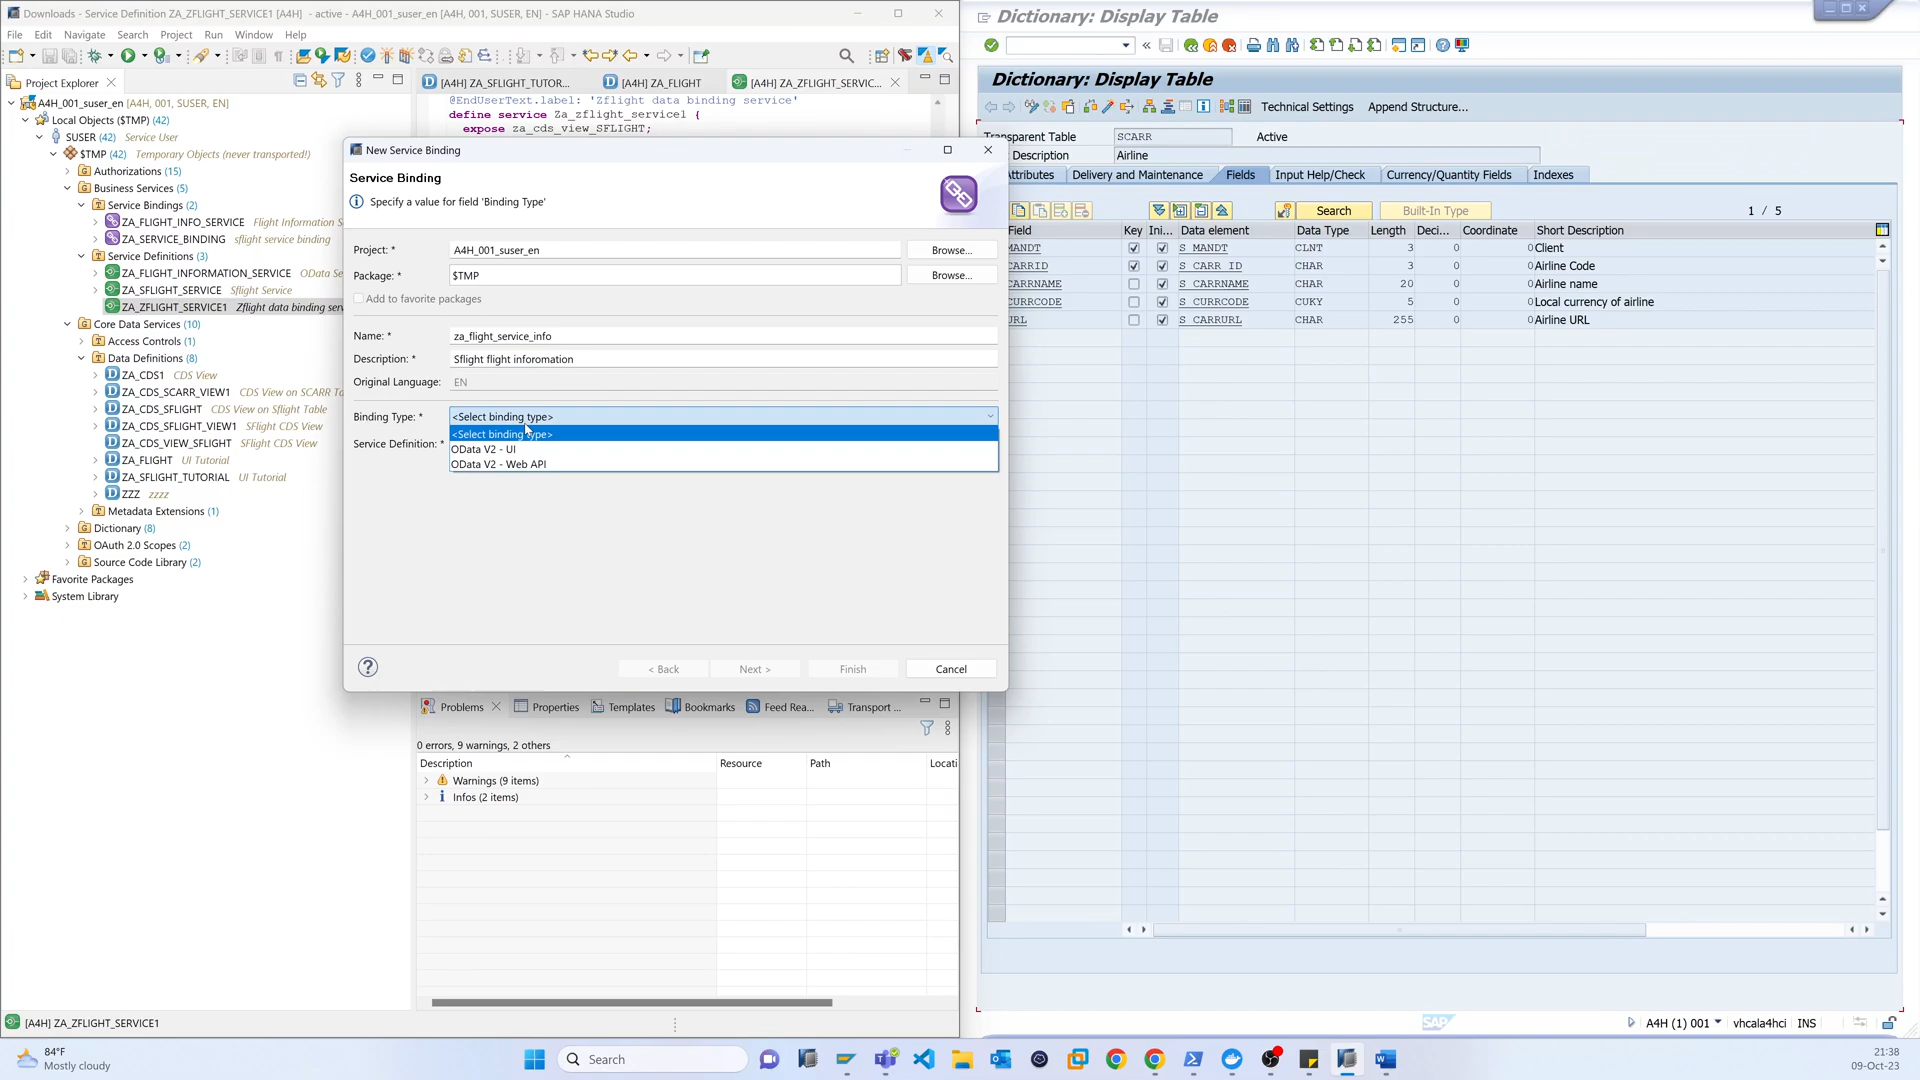 Downloads - Service Definition ZA_ZFLIGHT_SERVICE1 [A4H] - active - A4H_001_suser_en [A4H, 001, SUSER, EN] - SAP HANA Studio
File Edit Navigate Search Project Run Window Help
Project Explorer
A4H_001_suser_en [A4H, 001, SUSER, EN]
Local Objects ($TMP) (42)
SUSER (42) Service User
$TMP (42) Temporary Objects (never transported!)
Authorizations (15)
Business Services (5)
Service Bindings (2)
ZA_FLIGHT_INFO_SERVICE Flight Information S
ZA_SERVICE_BINDING sflight service binding
Service Definitions (3)
ZA_FLIGHT_INFORMATION_SERVICE OData Se
ZA_SFLIGHT_SERVICE Sflight Service
ZA_ZFLIGHT_SERVICE1 Zflight data binding serv
Core Data Services (10)
Access Controls (1)
Data Definitions (8)
ZA_CDS1 CDS View
ZA_CDS_SCARR_VIEW1 CDS View on SCARR Ta
ZA_CDS_SFLIGHT CDS View on Sflight Table
ZA_CDS_SFLIGHT_VIEW1 SFlight CDS View
ZA_CDS_VIEW_SFLIGHT SFlight CDS View
ZA_FLIGHT UI Tutorial
ZA_SFLIGHT_TUTORIAL UI Tutorial
ZZZ zzzz
Metadata Extensions (1)
Dictionary (8)
OAuth 2.0 Scopes (2)
Source Code Library (2)
Favorite Packages
System Library
[A4H] ZA_SFLIGHT_TUTOR... [A4H] ZA_FLIGHT [A4H] ZA_ZFLIGHT_SERVIC...
@EndUserText.label: 'Zflight data binding service'
define service Za_zflight_service1 {
expose za_cds_view_SFLIGHT;
New Service Binding
Service Binding
Specify a value for field 'Binding Type'
Project: * A4H_001_suser_en Browse...
Package: * $TMP Browse...
Add to favorite packages
Name: * za_flight_service_info
Description: * Sflight flight inforomation
Original Language: EN
Binding Type: * <Select binding type>
<Select binding type>
Service Definition: *
OData V2 - UI
OData V2 - Web API
< Back Next > Finish Cancel
Problems Properties Templates Bookmarks Feed Rea... Transport ...
0 errors, 9 warnings, 2 others
Description Resource Path Locati
Warnings (9 items)
Infos (2 items)
[A4H] ZA_ZFLIGHT_SERVICE1
Dictionary: Display Table
Dictionary: Display Table
Technical Settings Append Structure...
Transparent Table SCARR Active
Description Airline
Attributes Delivery and Maintenance Fields Input Help/Check Currency/Quantity Fields Indexes
Search Built-In Type 1 / 5
Field Key Ini... Data element Data Type Length Deci... Coordinate Short Description
MANDT S_MANDT CLNT 3 0 0 Client
CARRID S_CARR_ID CHAR 3 0 0 Airline Code
CARRNAME S_CARRNAME CHAR 20 0 0 Airline name
CURRCODE S_CURRCODE CUKY 5 0 0 Local currency of airline
URL S_CARRURL CHAR 255 0 0 Airline URL
SAP
A4H (1) 001 vhcala4hci INS
84°F
Mostly cloudy
Search
21:38
09-Oct-23